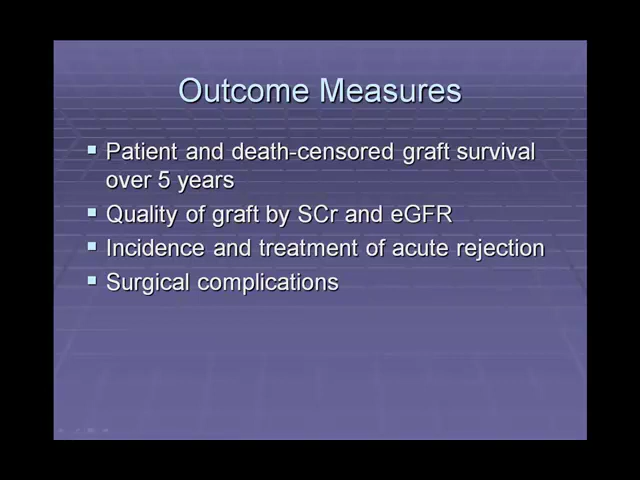 Outcome Measures
Patient and death-censored graft survival
over 5 years
Quality of graft by SCr and eGFR
Incidence and treatment of acute rejection
Surgical complications